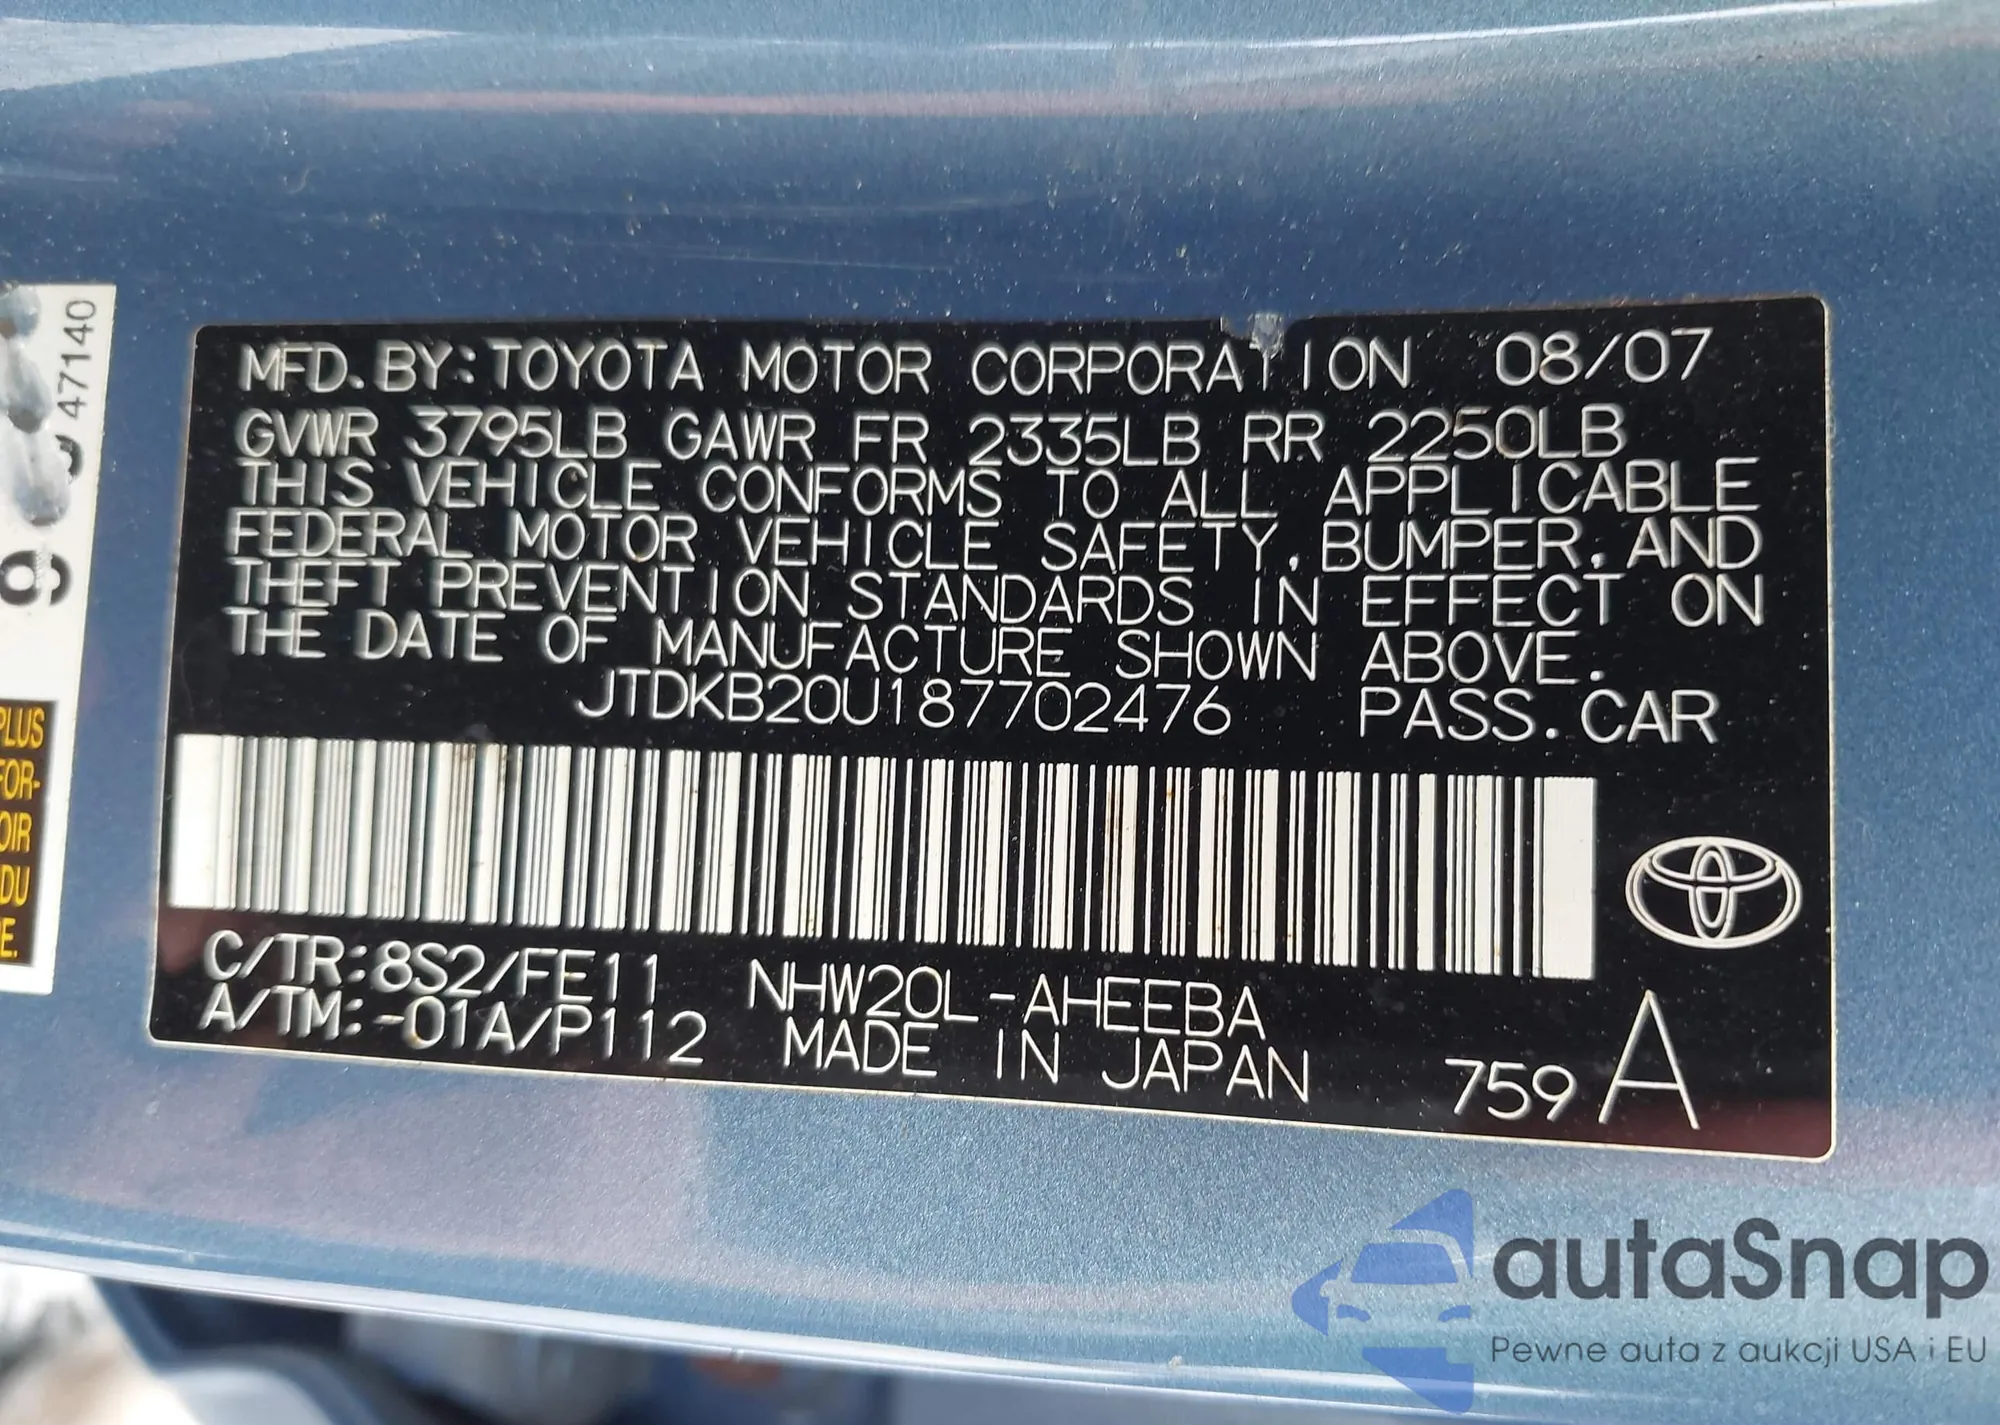 47140
9
PLUS
FOR-
OIR
DU
E.
MFD. BY: TOYOTA MOTOR CORPORATION 08/07
GVWR 3795LB GAWR FR 2335LB RR 2250LB
THIS VEHICLE CONFORMS TO ALL APPLICABLE
FEDERAL MOTOR VEHICLE SAFETY, BUMPER, AND
THEFT PREVENTION STANDARDS IN EFFECT ON
THE DATE OF MANUFACTURE SHOWN ABOVE.
JTDKB20U187702476 PASS. CAR
C/TR: 8S2/FE11 NHW20L-AHEEBA
A/TM: -01A/P112 MADE IN JAPAN 759 A
autaSnap
Pewne auta z aukcji USA i EU